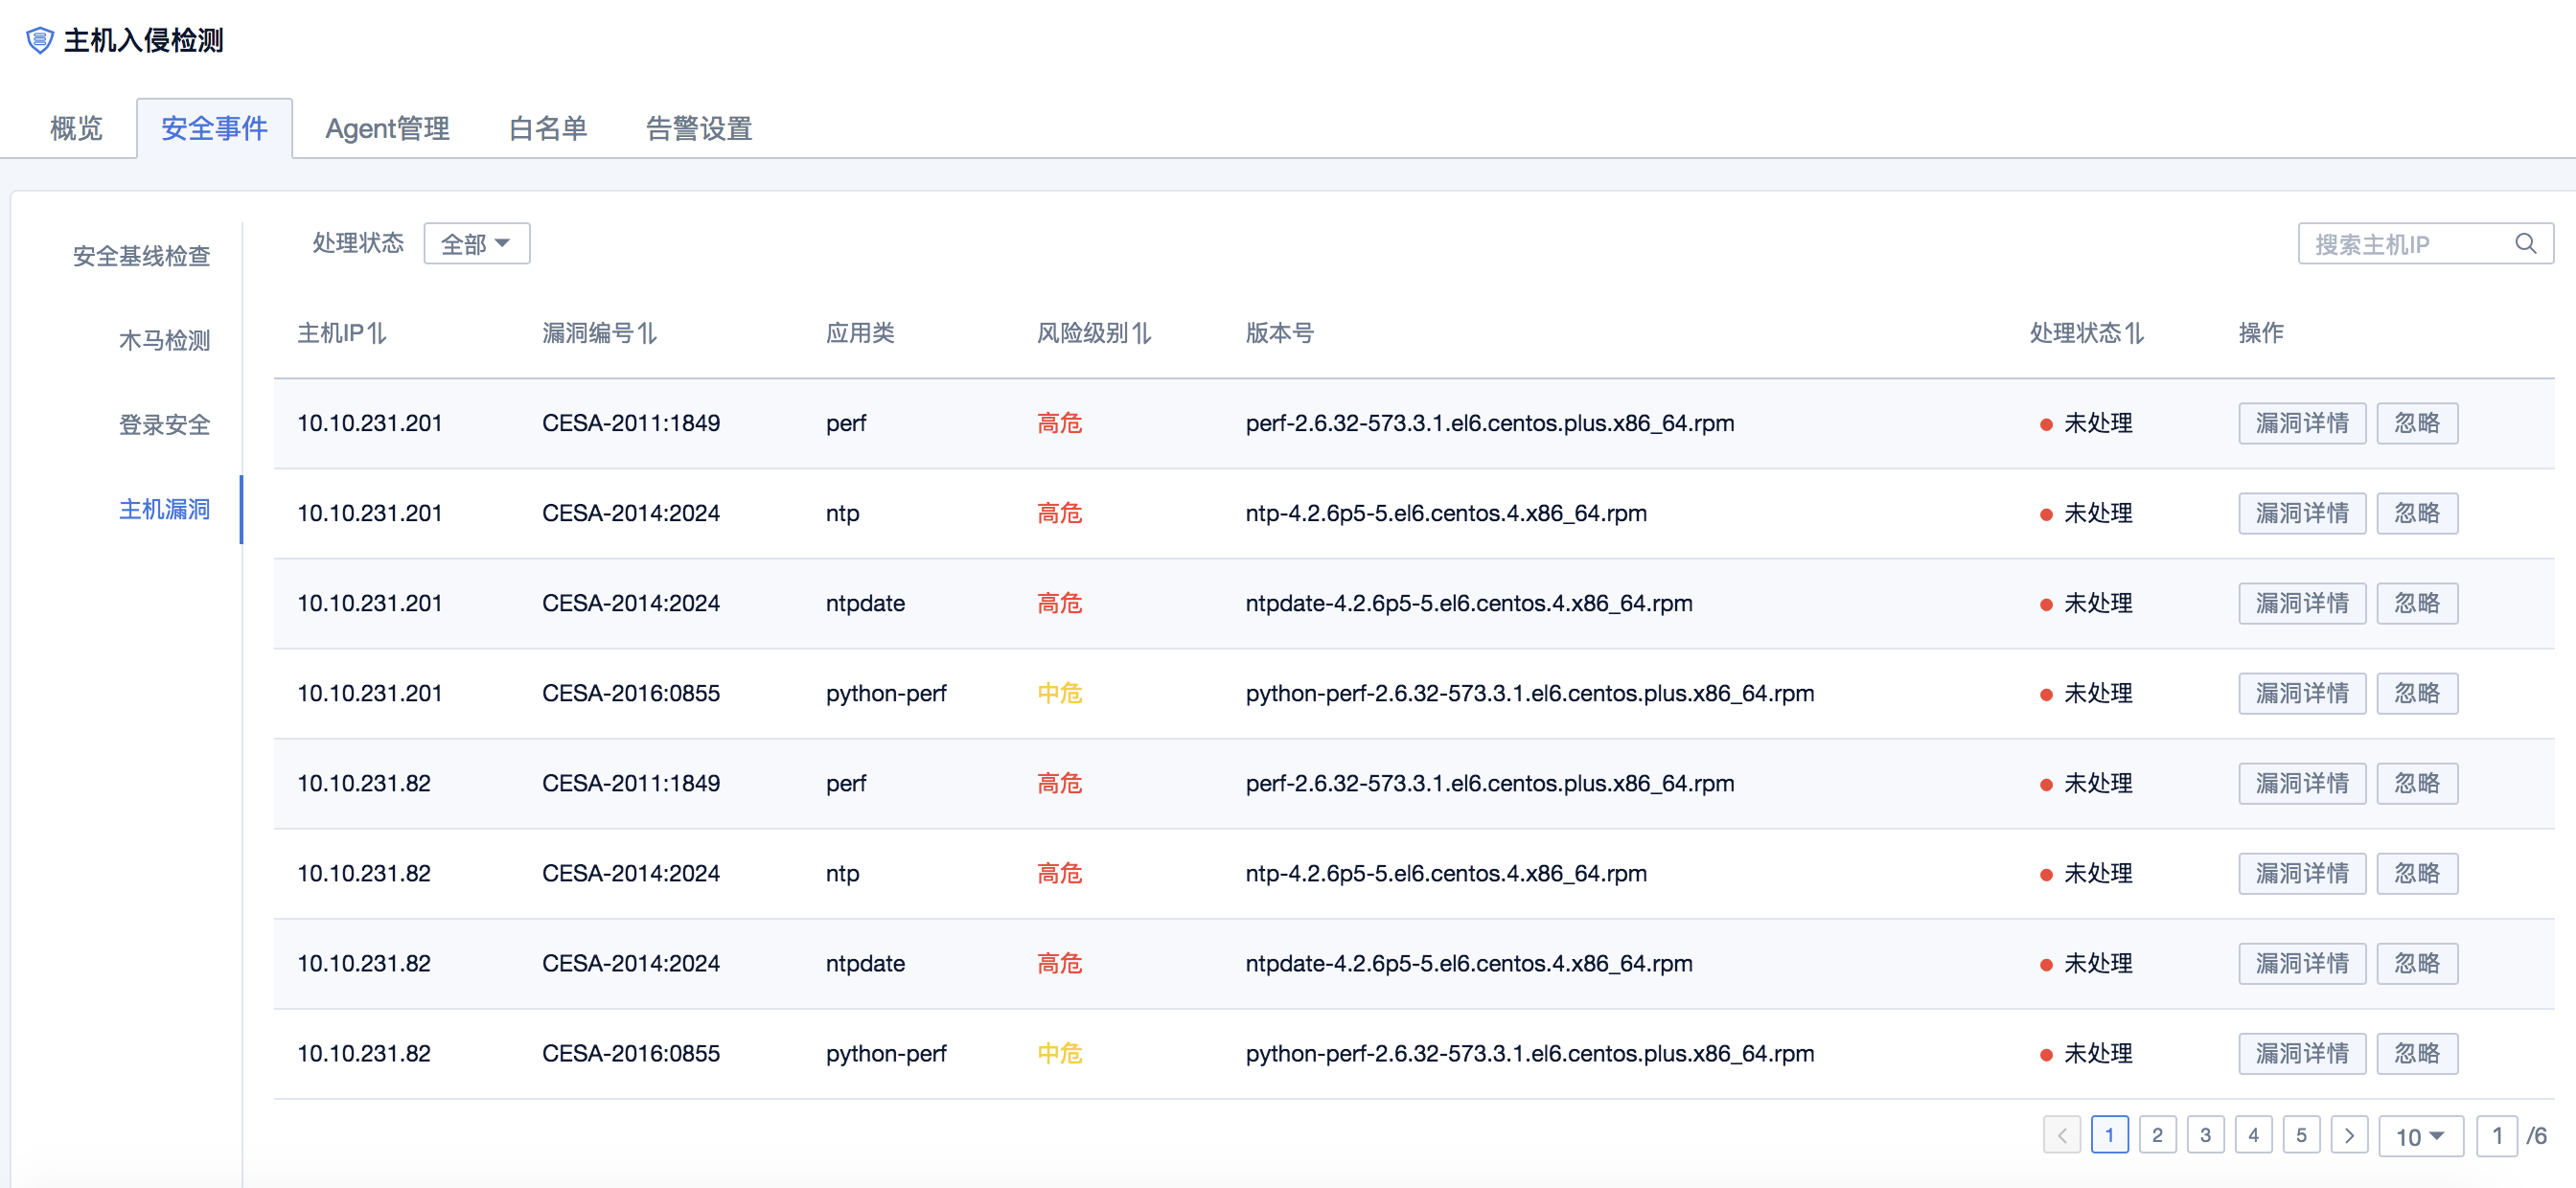 主机入侵检测
概览 安全事件 Agent管理 白名单 告警设置
安全基线检查
木马检测
登录安全
主机漏洞
处理状态 全部 搜索主机IP
主机IP 漏洞编号 应用类 风险级别 版本号 处理状态 操作
10.10.231.201 CESA-2011:1849 perf 高危 perf-2.6.32-573.3.1.el6.centos.plus.x86_64.rpm 未处理 漏洞详情 忽略
10.10.231.201 CESA-2014:2024 ntp 高危 ntp-4.2.6p5-5.el6.centos.4.x86_64.rpm 未处理 漏洞详情 忽略
10.10.231.201 CESA-2014:2024 ntpdate 高危 ntpdate-4.2.6p5-5.el6.centos.4.x86_64.rpm 未处理 漏洞详情 忽略
10.10.231.201 CESA-2016:0855 python-perf 中危 python-perf-2.6.32-573.3.1.el6.centos.plus.x86_64.rpm 未处理 漏洞详情 忽略
10.10.231.82 CESA-2011:1849 perf 高危 perf-2.6.32-573.3.1.el6.centos.plus.x86_64.rpm 未处理 漏洞详情 忽略
10.10.231.82 CESA-2014:2024 ntp 高危 ntp-4.2.6p5-5.el6.centos.4.x86_64.rpm 未处理 漏洞详情 忽略
10.10.231.82 CESA-2014:2024 ntpdate 高危 ntpdate-4.2.6p5-5.el6.centos.4.x86_64.rpm 未处理 漏洞详情 忽略
10.10.231.82 CESA-2016:0855 python-perf 中危 python-perf-2.6.32-573.3.1.el6.centos.plus.x86_64.rpm 未处理 漏洞详情 忽略
1 2 3 4 5 10 1 /6